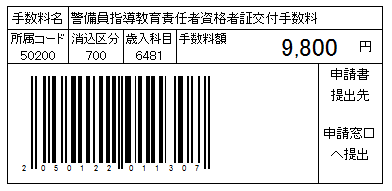 手数料名 警備員指導教育責任者資格者証交付手数料
所属コード 消込区分 歳入科目 手数料額 9,800 円
50200 700 6481
申請書
提出先
申請窓口
へ提出
2050122011307